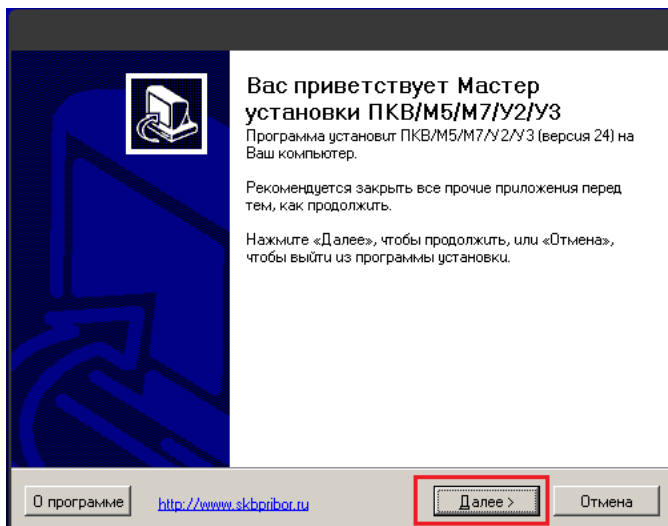 Вас приветствует Мастер
установки ПКВ/М5/М7/У2/У3
Программа установит ПКВ/М5/М7/У2/У3 (версия 24) на
Ваш компьютер.
Рекомендуется закрыть все прочие приложения перед
тем, как продолжить.
Нажмите «Далее», чтобы продолжить, или «Отмена»,
чтобы выйти из программы установки.
О программе http://www.skbpribor.ru Далее > Отмена